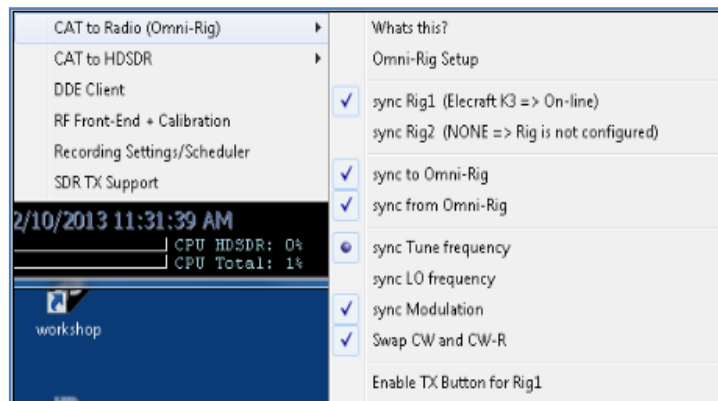 CAT to Radio (Omni-Rig)
CAT to HDSDR
DDE Client
RF Front-End + Calibration
Recording Settings/Scheduler
SDR TX Support
2/10/2013 11:31:39 AM
CPU HDSDR: 0%
CPU Total: 1%
workshop
Whats this?
Omni-Rig Setup
sync Rig1 (Elecraft K3 => On-line)
sync Rig2 (NONE => Rig is not configured)
sync to Omni-Rig
sync from Omni-Rig
sync Tune frequency
sync LO frequency
sync Modulation
Swap CW and CW-R
Enable TX Button for Rig1